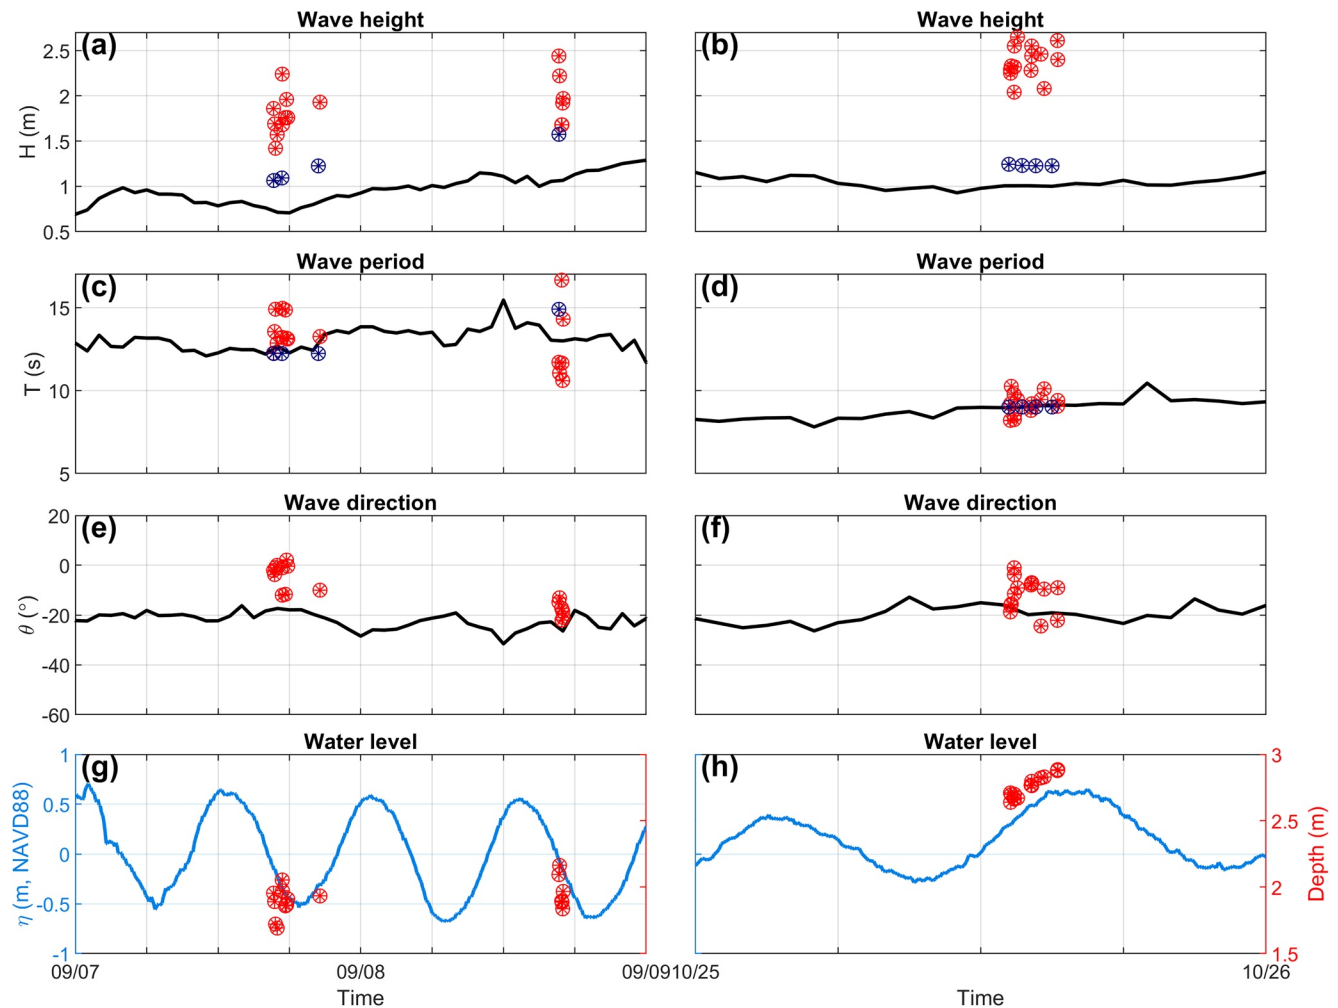 Wave height
Wave height
(a)
(b)
2.5
2
1.5
1
0.5
H (m)
Wave period
Wave period
(c)
(d)
15
10
5
T (s)
Wave direction
Wave direction
(e)
(f)
20
0
-20
-40
-60
θ (°)
Water level
Water level
(g)
(h)
1
0.5
0
-0.5
-1
η (m, NAVD88)
3
2.5
2
1.5
Depth (m)
09/07
09/08
09/09
10/25
10/26
Time
Time